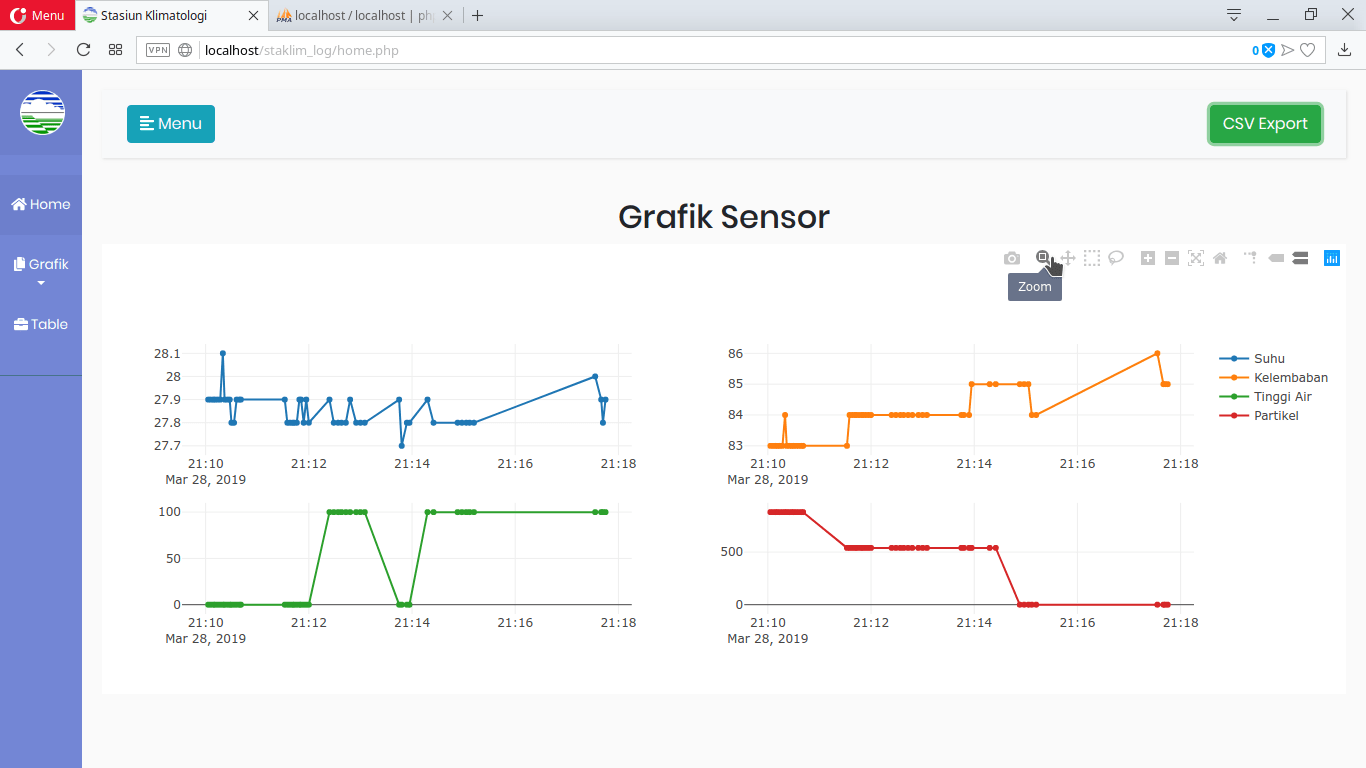 Menu
Stasiun Klimatologi
PMA
localhost / localhost | ph
VPN
localhost/staklim_log/home.php
0
Menu
CSV Export
Home
Grafik
Table
Grafik Sensor
Zoom
28.1
28
27.9
27.8
27.7
21:10 21:12 21:14 21:16 21:18
Mar 28, 2019
86
85
84
83
21:10 21:12 21:14 21:16 21:18
Mar 28, 2019
Suhu
Kelembaban
Tinggi Air
Partikel
100
50
0
21:10 21:12 21:14 21:16 21:18
Mar 28, 2019
500
0
21:10 21:12 21:14 21:16 21:18
Mar 28, 2019